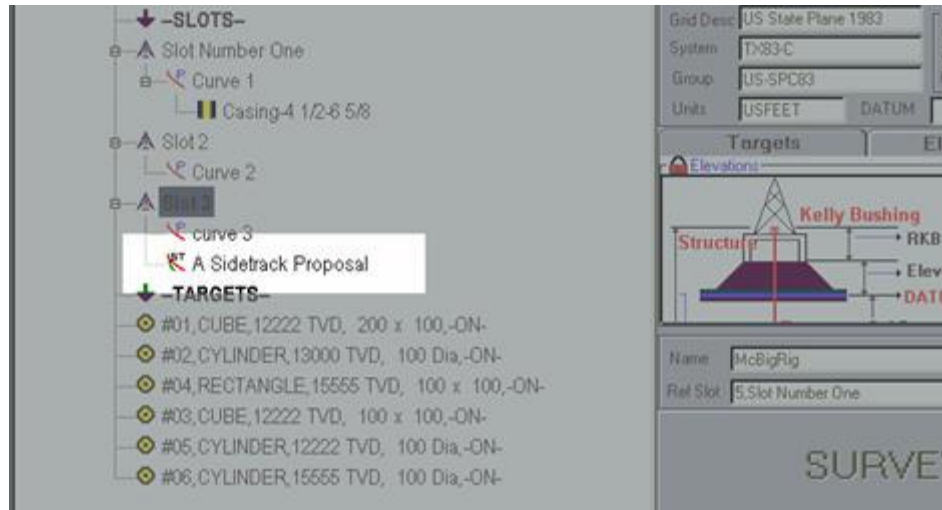 –SLOTS–
Slot Number One
Curve 1
Casing-4 1/2-6 5/8
Slot 2
Curve 2
Slot 3
curve 3
A Sidetrack Proposal
–TARGETS–
#01,CUBE,12222 TVD, 200 x 100,-ON-
#02,CYLINDER,13000 TVD, 100 Dia,-ON-
#04,RECTANGLE,15555 TVD, 100 x 100,-ON-
#03,CUBE,12222 TVD, 100 x 100,-ON-
#05,CYLINDER,12222 TVD, 100 Dia,-ON-
#06,CYLINDER,15555 TVD, 100 Dia,-ON-
Grid Desc US State Plane 1983
System TX83-C
Group US-SPC83
Units USFEET DATUM
Targets El
Elevations
Kelly Bushing
Structure RKB
Elev
DATU
Name McBigRig
Ref Slot 5,Slot Number One
SURVE